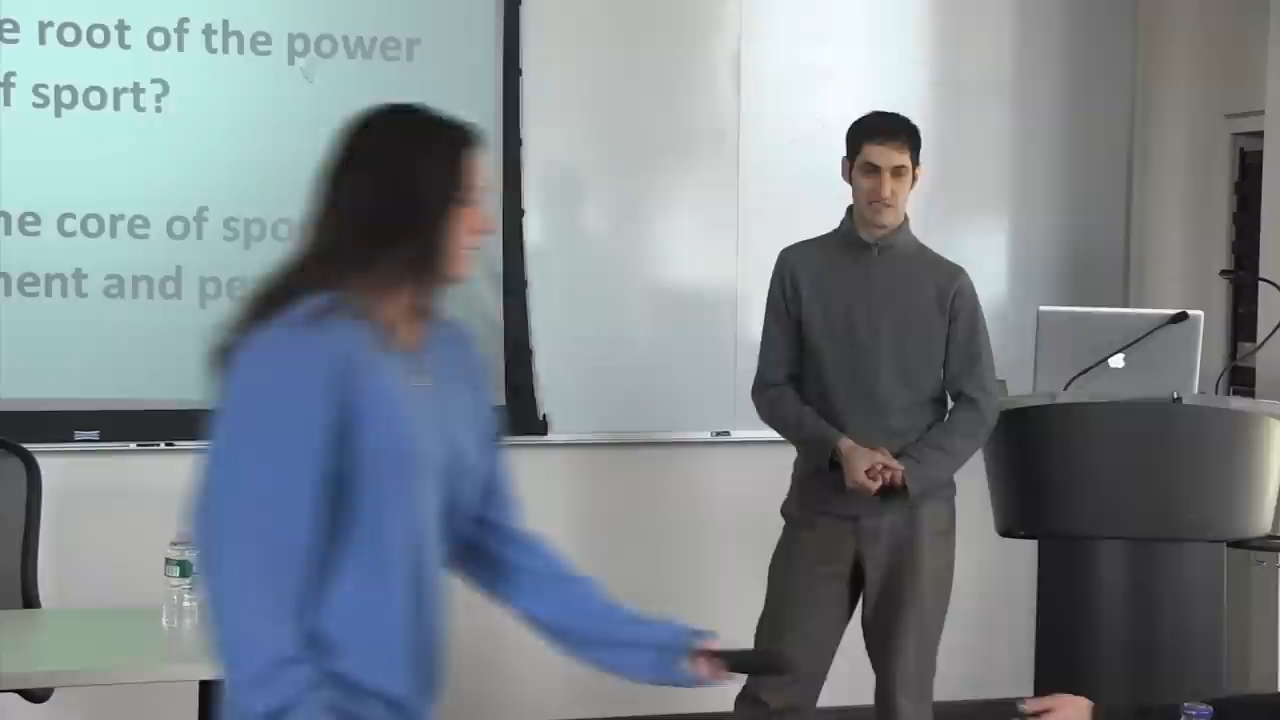 e root of the power
f sport?
he core of spo
ment and pe